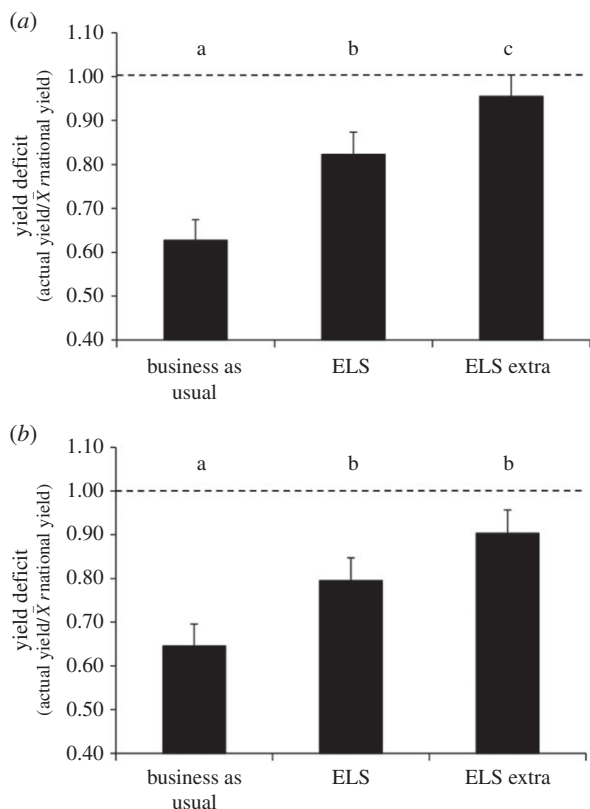 (a)
1.10
1.00
0.90
0.80
0.70
0.60
0.50
0.40
yield deficit
(actual yield/X̄ rnational yield)
a b c
business as usual ELS ELS extra
(b)
1.10
1.00
0.90
0.80
0.70
0.60
0.50
0.40
yield deficit
(actual yield/X̄ rnational yield)
a b b
business as usual ELS ELS extra